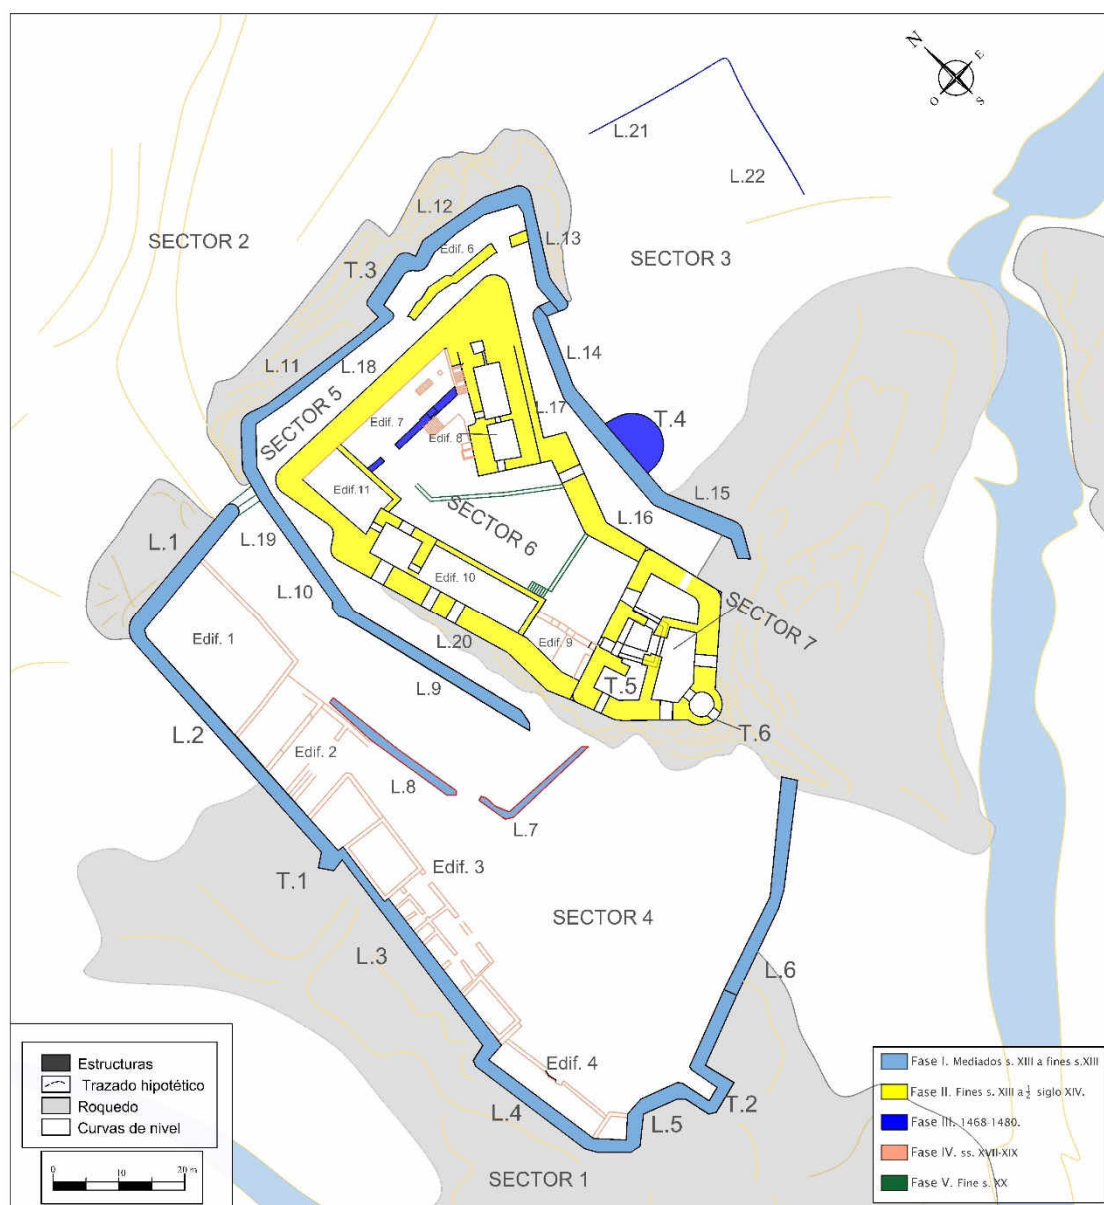 N
E
O
S
L.21
L.22
L.12
SECTOR 2
Edif. 6
L.13
SECTOR 3
T.3
L.11
L.18
L.14
SECTOR 5
L.17
Edif. 7
Edif. 8
T.4
Edif.11
L.15
SECTOR 6
L.16
L.1
L.19
L.10
Edif. 10
SECTOR 7
L.20
Edif. 9
Edif. 1
T.5
L.9
T.6
L.2
Edif. 2
L.8
L.7
T.1
Edif. 3
SECTOR 4
L.3
L.6
Edif. 4
T.2
L.4
L.5
SECTOR 1
Estructuras
Trazado hipotético
Roquedo
Curvas de nivel
0 10 20 m
Fase I. Mediados s. XIII a fines s.XIII
Fase II. Fines s. XIII a ½ siglo XIV.
Fase III. 1468-1480.
Fase IV. ss. XVII-XIX
Fase V. Fine s. XX